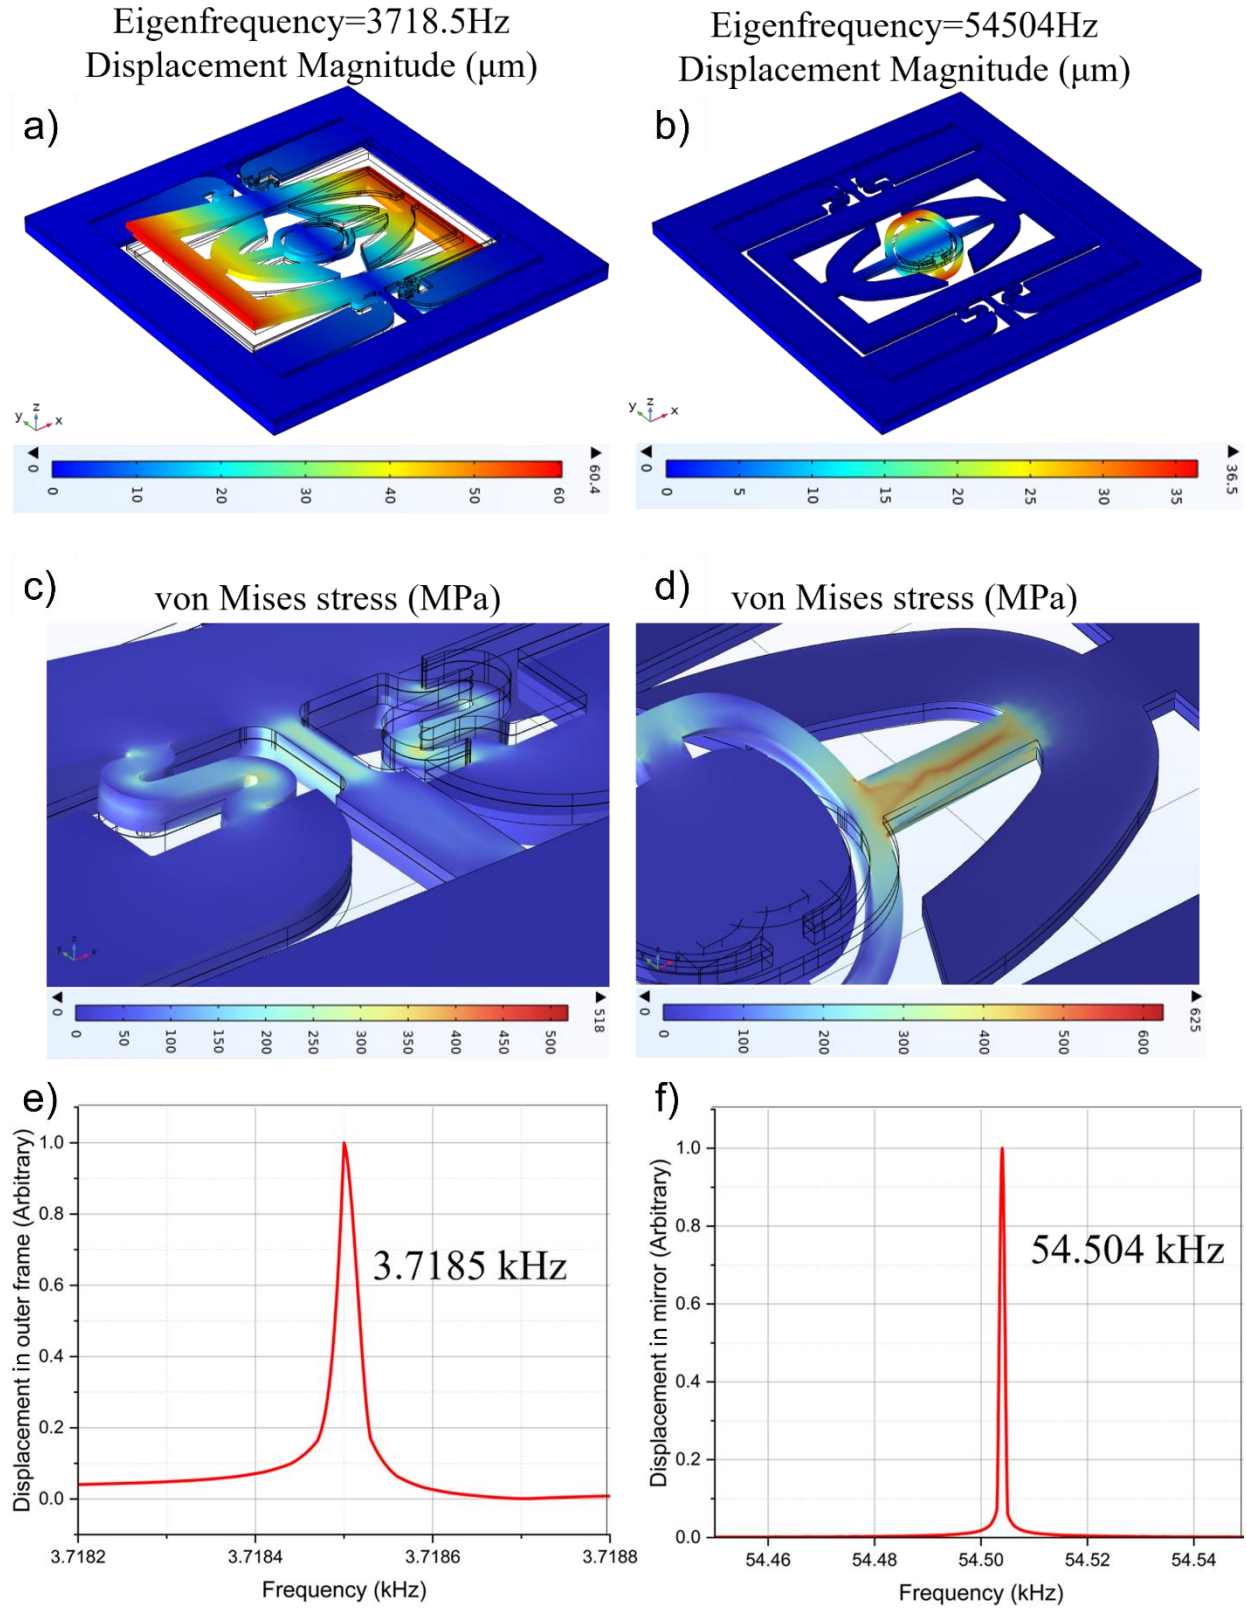 Eigenfrequency=3718.5Hz
Displacement Magnitude (μm)
Eigenfrequency=54504Hz
Displacement Magnitude (μm)
a)
b)
y z x
y z x
0
0 10 20 30 40 50 60
60.4
0
0 5 10 15 20 25 30 35
36.5
c)
von Mises stress (MPa)
d)
von Mises stress (MPa)
0
0 50 100 150 200 250 300 350 400 450 500
518
0
0 100 200 300 400 500 600
625
e)
Displacement in outer frame (Arbitrary)
1.0
0.8
0.6
0.4
0.2
0.0
3.7185 kHz
3.7182 3.7184 3.7186 3.7188
Frequency (kHz)
f)
Displacement in mirror (Arbitrary)
1.0
0.8
0.6
0.4
0.2
0.0
54.504 kHz
54.46 54.48 54.50 54.52 54.54
Frequency (kHz)